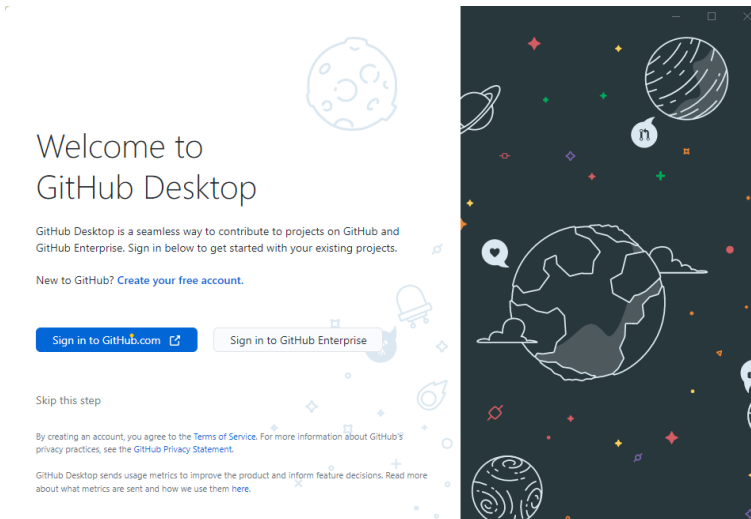 Welcome to
GitHub Desktop
GitHub Desktop is a seamless way to contribute to projects on GitHub and
GitHub Enterprise. Sign in below to get started with your existing projects.
New to GitHub? Create your free account.
Sign in to GitHub.com
Sign in to GitHub Enterprise
Skip this step
By creating an account, you agree to the Terms of Service. For more information about GitHub's
privacy practices, see the GitHub Privacy Statement.
GitHub Desktop sends usage metrics to improve the product and inform feature decisions. Read more
about what metrics are sent and how we use them here.